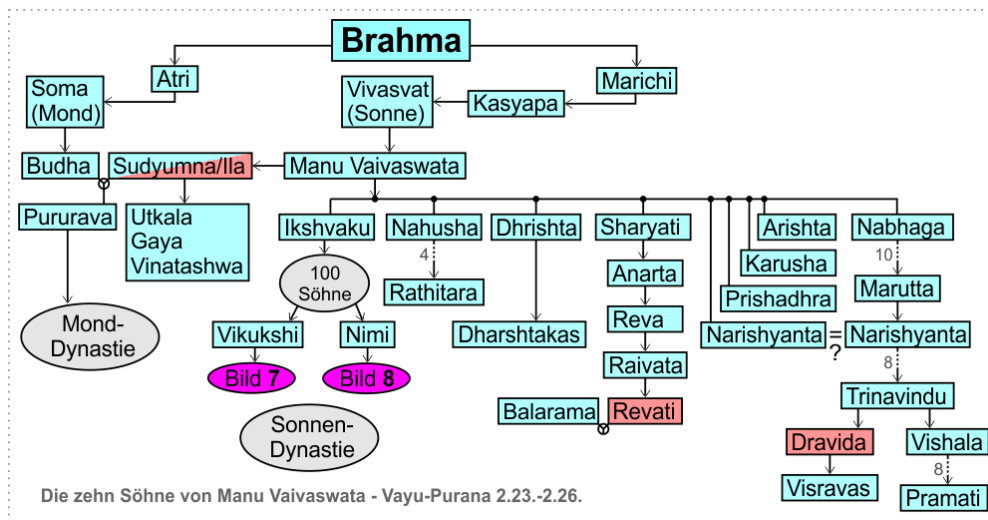 Brahma
Atri
Marichi
Soma
(Mond)
Vivasvat
(Sonne)
Kasyapa
Budha
Sudyumna/Ila
Manu Vaivaswata
Pururava
Utkala
Gaya
Vinatashwa
Ikshvaku
Nahusha
Dhrishta
Sharyati
Arishta
Nabhaga
4
10
100
Söhne
Rathitara
Anarta
Karusha
Marutta
Prishadhra
Mond-
Dynastie
Vikukshi
Nimi
Dharshtakas
Reva
Narishyanta
=
?
Narishyanta
8
Bild 7
Bild 8
Raivata
Trinavindu
Balarama
Revati
Sonnen-
Dynastie
Dravida
Vishala
8
Visravas
Pramati
Die zehn Söhne von Manu Vaivaswata - Vayu-Purana 2.23.-2.26.